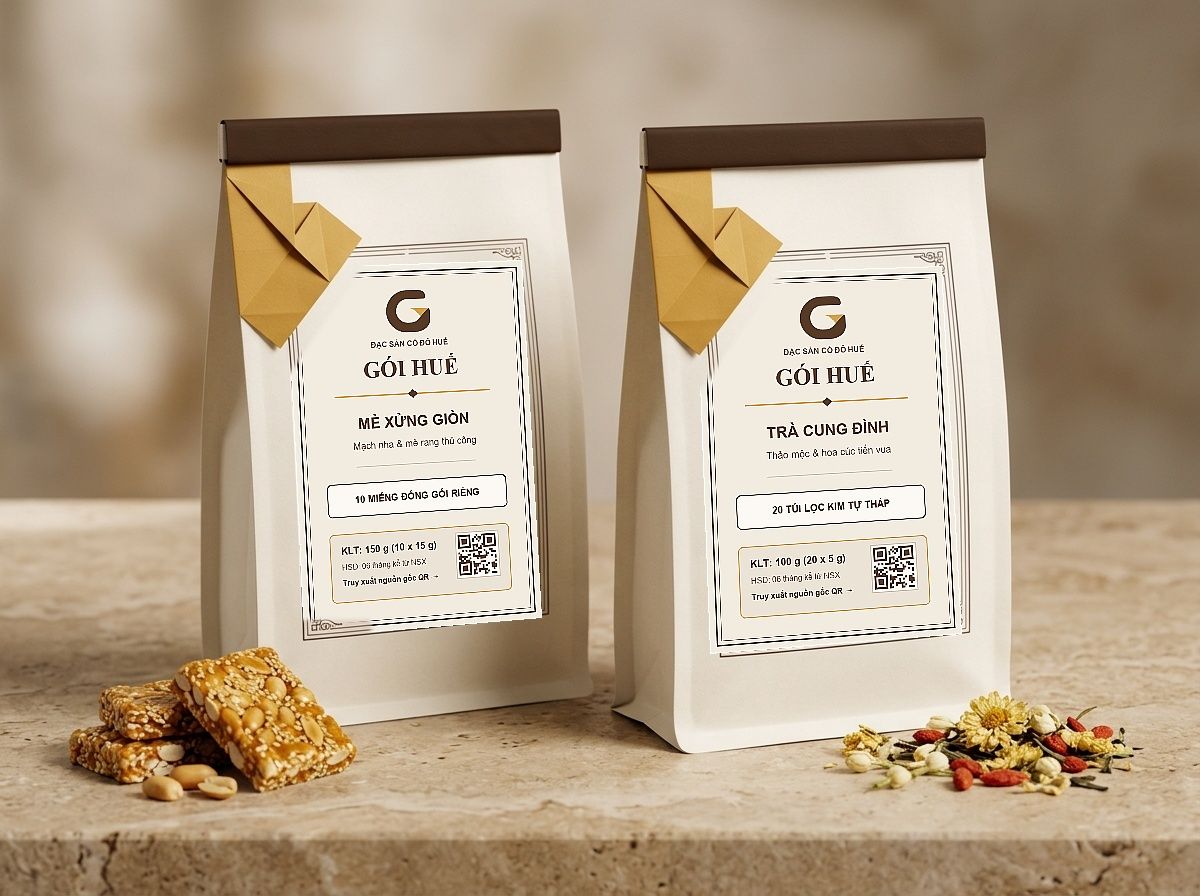 ĐẶC SẢN CỐ ĐÔ HUẾ
GÓI HUẾ
MÈ XỬNG GIÒN
Mạch nha & mè rang thủ công
10 MIẾNG ĐÓNG GÓI RIÊNG
KLT: 150 g (10 x 15 g)
HSD: 06 tháng kể từ NSX
Truy xuất nguồn gốc QR →
ĐẶC SẢN CỐ ĐÔ HUẾ
GÓI HUẾ
TRÀ CUNG ĐÌNH
Thảo mộc & hoa cúc tiến vua
20 TÚI LỌC KIM TỰ THÁP
KLT: 100 g (20 x 5 g)
HSD: 06 tháng kể từ NSX
Truy xuất nguồn gốc QR →